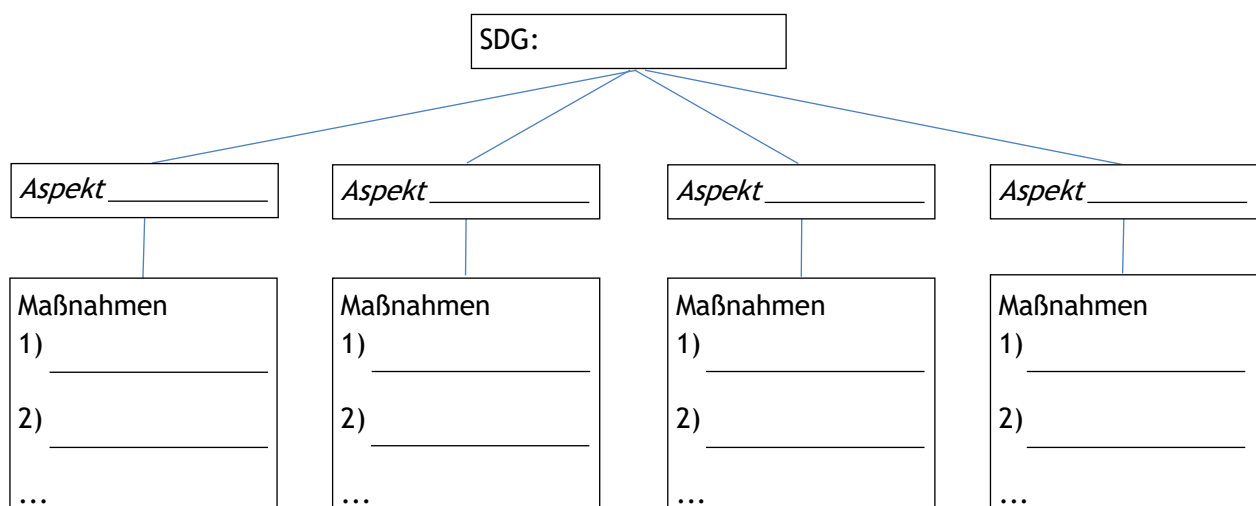 SDG:
Aspekt
Aspekt
Aspekt
Aspekt
Maßnahmen
1)
2)
...
Maßnahmen
1)
2)
...
Maßnahmen
1)
2)
...
Maßnahmen
1)
2)
...